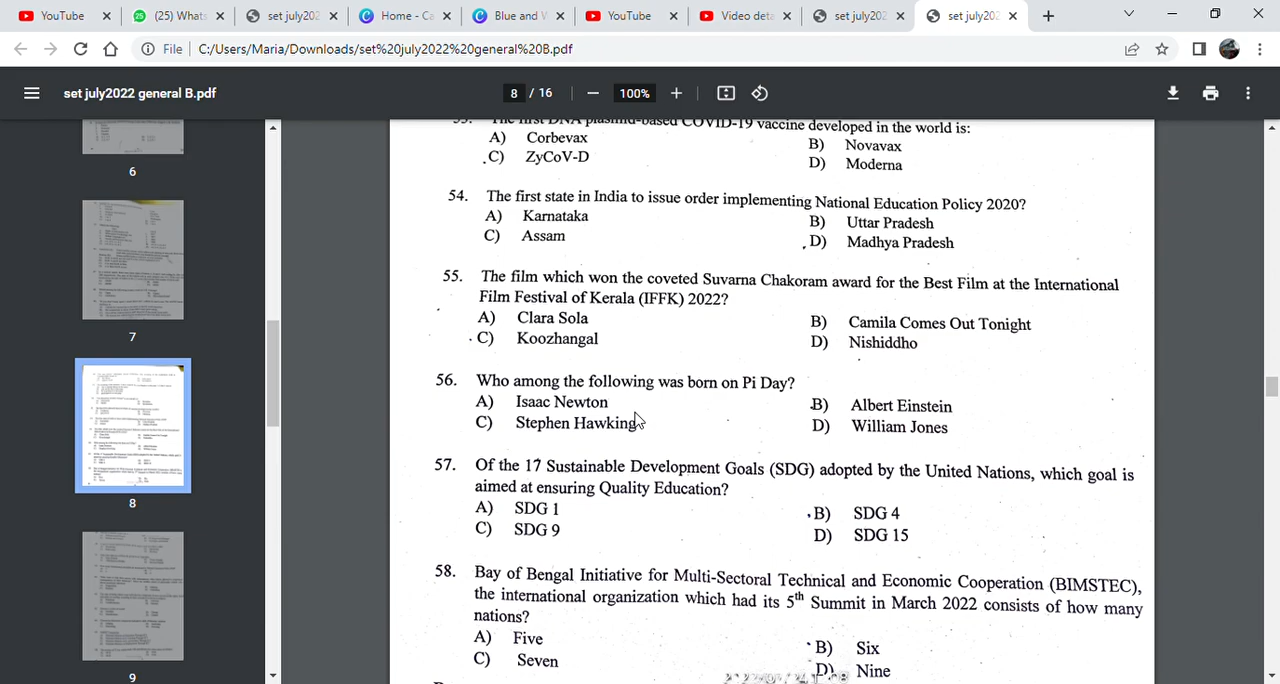 YouTube
(25) Whats
set july202
Home - Ca
Blue and V
YouTube
Video deta
set july202
set july202
File C:/Users/Maria/Downloads/set%20july2022%20general%20B.pdf
set july2022 general B.pdf
8 / 16
100%
6
7
8
9
The first DNA plasmid-based COVID-19 vaccine developed in the world is:
A) Corbevax
B) Novavax
C) ZyCoV-D
D) Moderna
54. The first state in India to issue order implementing National Education Policy 2020?
A) Karnataka
B) Uttar Pradesh
C) Assam
D) Madhya Pradesh
55. The film which won the coveted Suvarna Chakoram award for the Best Film at the International
Film Festival of Kerala (IFFK) 2022?
A) Clara Sola
B) Camila Comes Out Tonight
C) Koozhangal
D) Nishiddho
56. Who among the following was born on Pi Day?
A) Isaac Newton
B) Albert Einstein
C) Stephen Hawking
D) William Jones
57. Of the 17 Sustainable Development Goals (SDG) adopted by the United Nations, which goal is
aimed at ensuring Quality Education?
A) SDG 1
B) SDG 4
C) SDG 9
D) SDG 15
58. Bay of Bengal Initiative for Multi-Sectoral Technical and Economic Cooperation (BIMSTEC),
the international organization which had its 5th Summit in March 2022 consists of how many
nations?
A) Five
B) Six
C) Seven
D) Nine